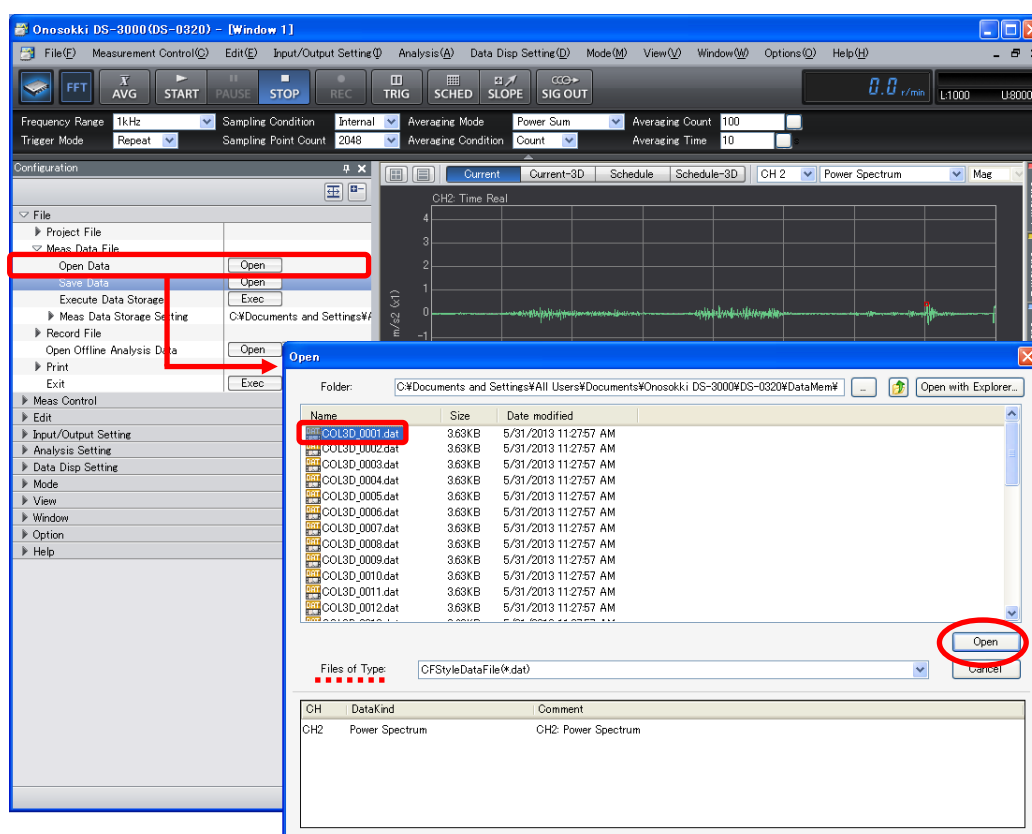 Onosokki DS-3000(DS-0320) - [Window 1]
File(F) Measurement Control(C) Edit(E) Input/Output Setting(I) Analysis(A) Data Disp Setting(D) Mode(M) View(V) Window(W) Options(O) Help(H)
FFT X AVG START PAUSE STOP REC TRIG SCHED SLOPE SIG OUT 0.0 r/min L:1000 U:8000
Frequency Range 1kHz Sampling Condition Internal Averaging Mode Power Sum Averaging Count 100
Trigger Mode Repeat Sampling Point Count 2048 Averaging Condition Count Averaging Time 10
Configuration
Current Current-3D Schedule Schedule-3D CH 2 Power Spectrum Mag
CH2: Time Real
4
3
2
1
0
-1
m/s2 (x1)
File
Project File
Meas Data File
Open Data Open
Save Data Open
Execute Data Storage Exec
Meas Data Storage Setting C:¥Documents and Settings¥A
Record File
Open Offline Analysis Data Open
Print
Exit Exec
Meas Control
Edit
Input/Output Setting
Analysis Setting
Data Disp Setting
Mode
View
Window
Option
Help
Open
Folder: C:¥Documents and Settings¥All Users¥Documents¥Onosokki DS-3000¥DS-0320¥DataMem¥ ... Open with Explorer...
Name Size Date modified
COL3D_0001.dat 3.63KB 5/31/2013 11:27:57 AM
COL3D_0002.dat 3.63KB 5/31/2013 11:27:57 AM
COL3D_0003.dat 3.63KB 5/31/2013 11:27:57 AM
COL3D_0004.dat 3.63KB 5/31/2013 11:27:57 AM
COL3D_0005.dat 3.63KB 5/31/2013 11:27:57 AM
COL3D_0006.dat 3.63KB 5/31/2013 11:27:57 AM
COL3D_0007.dat 3.63KB 5/31/2013 11:27:57 AM
COL3D_0008.dat 3.63KB 5/31/2013 11:27:57 AM
COL3D_0009.dat 3.63KB 5/31/2013 11:27:57 AM
COL3D_0010.dat 3.63KB 5/31/2013 11:27:57 AM
COL3D_0011.dat 3.63KB 5/31/2013 11:27:57 AM
COL3D_0012.dat 3.63KB 5/31/2013 11:27:57 AM
Open
Files of Type: CFStyleDataFile(*.dat) Cancel
CH DataKind Comment
CH2 Power Spectrum CH2: Power Spectrum